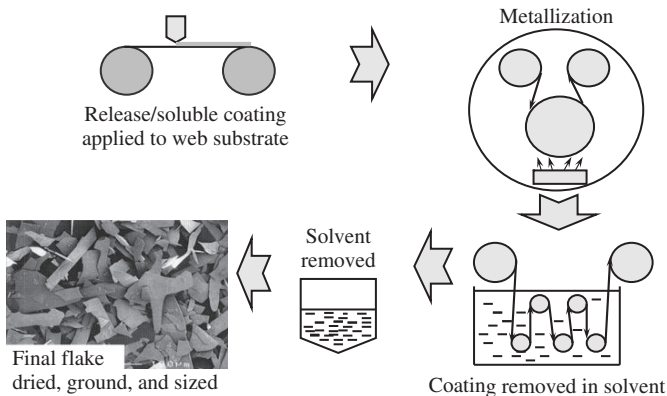 Metallization
Release/soluble coating
applied to web substrate
Solvent
removed
Final flake
dried, ground, and sized
Coating removed in solvent